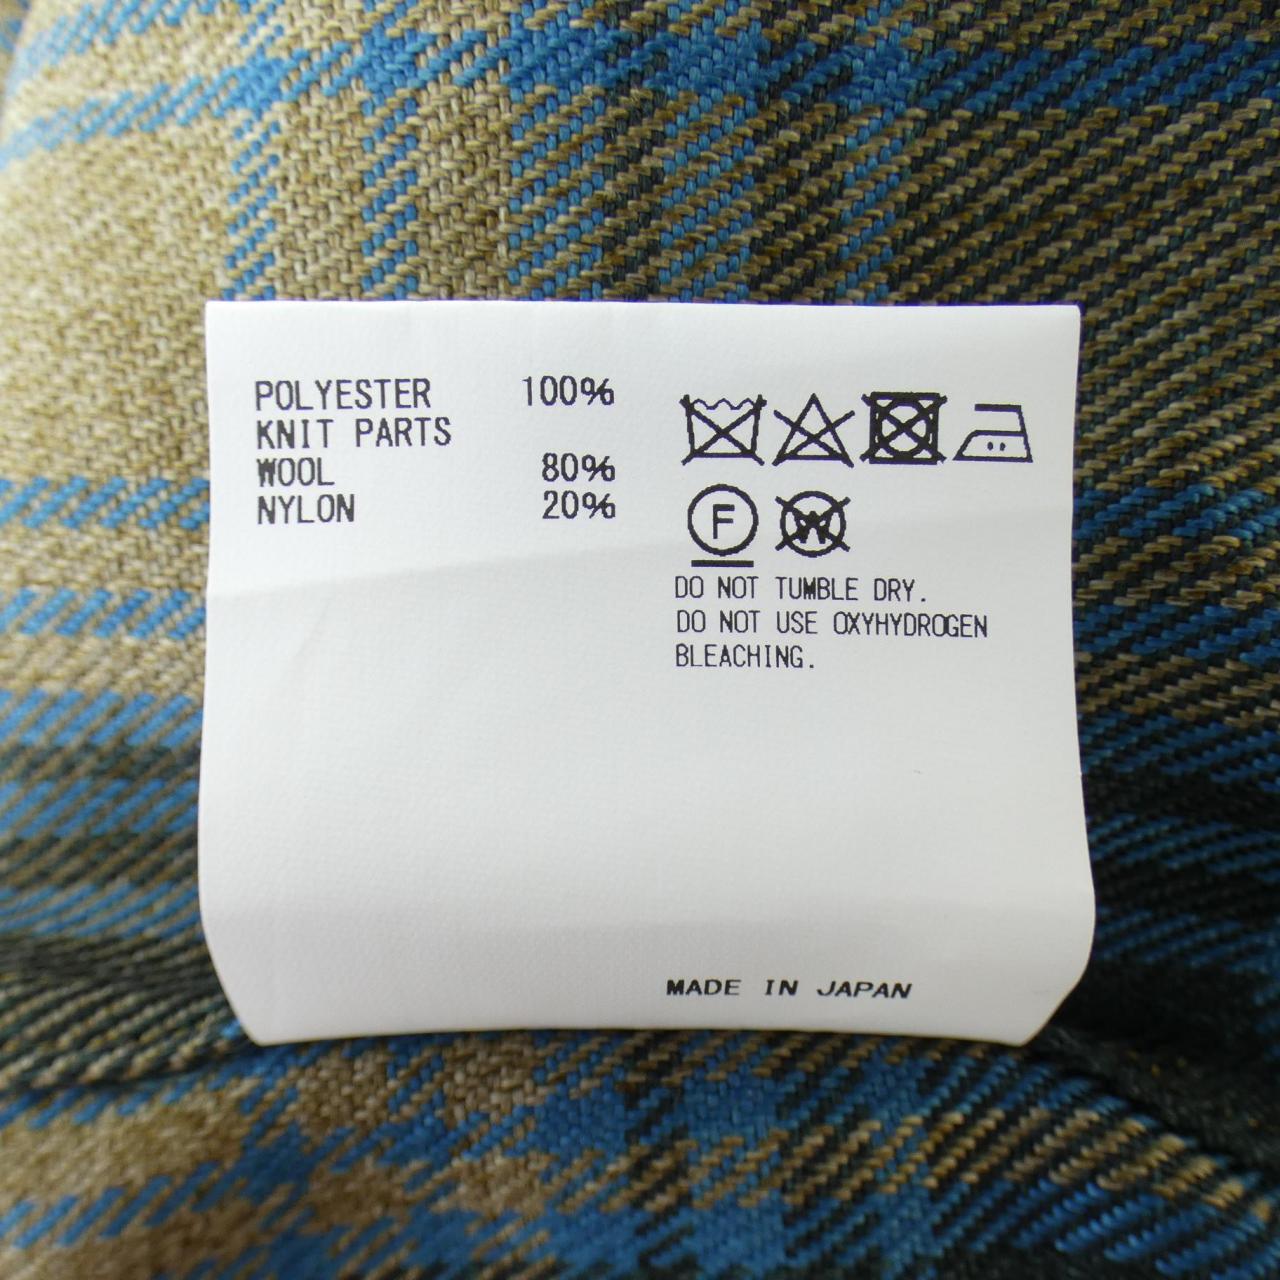 POLYESTER 100%
KNIT PARTS
WOOL 80%
NYLON 20%
F W
DO NOT TUMBLE DRY.
DO NOT USE OXYHYDROGEN
BLEACHING.
MADE IN JAPAN